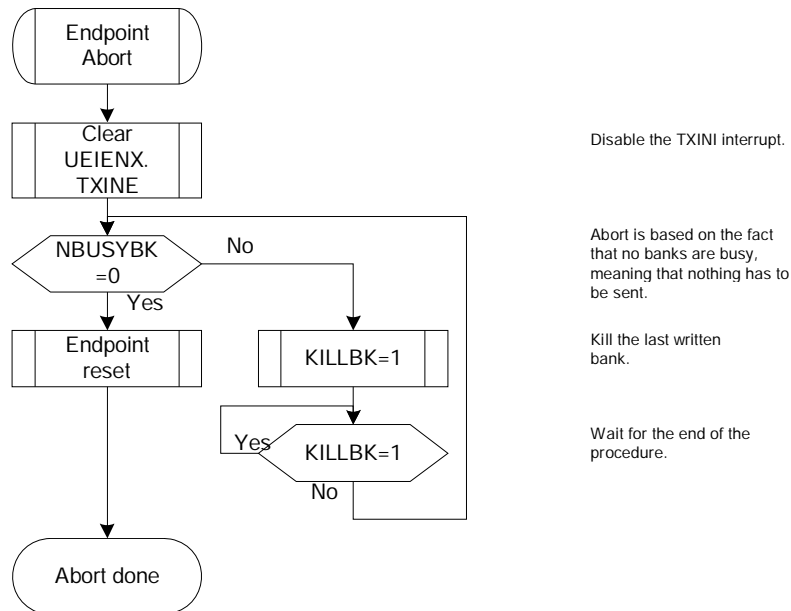 Endpoint
Abort
Clear
UEIENX.
TXINE
Disable the TXINI interrupt.
NBUSYBK
=0
No
Yes
Abort is based on the fact
that no banks are busy,
meaning that nothing has to
be sent.
Endpoint
reset
KILLBK=1
Kill the last written
bank.
Yes
KILLBK=1
No
Wait for the end of the
procedure.
Abort done